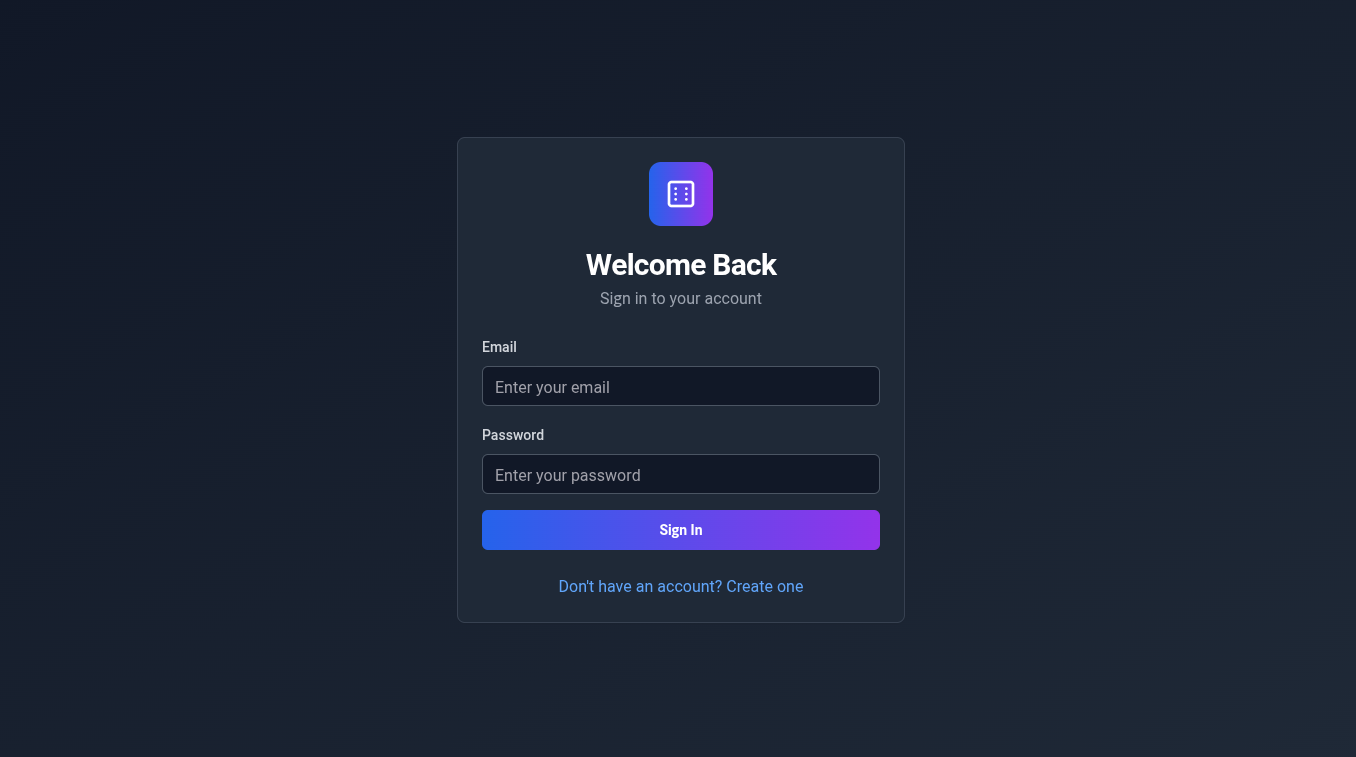 Welcome Back
Sign in to your account
Email
Enter your email
Password
Enter your password
Sign In
Don't have an account? Create one